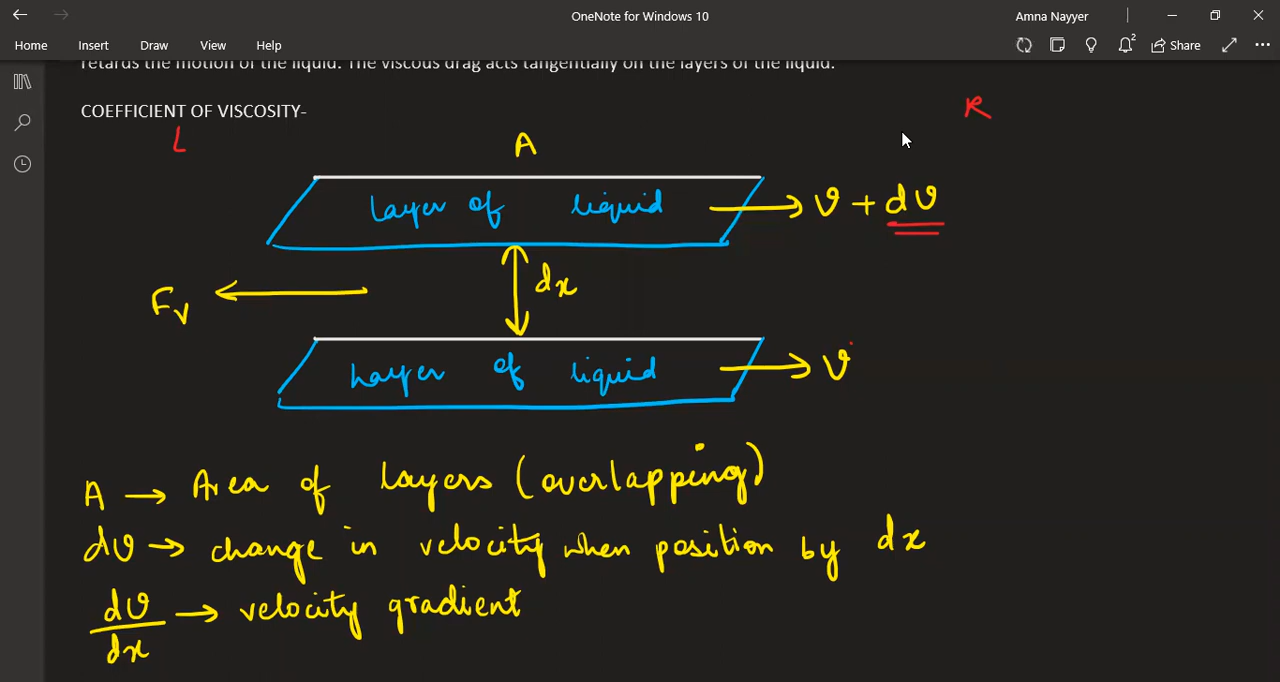 OneNote for Windows 10
Amna Nayyer
Home Insert Draw View Help
2 Share
retards the motion of the liquid. The viscous drag acts tangentially on the layers of the liquid.
COEFFICIENT OF VISCOSITY-
L
R
A
Layer of liquid
v + dv
dx
Fv
Layer of liquid
v
A → Area of layers (overlapping)
dv → change in velocity when position by dx
dv/dx → velocity gradient